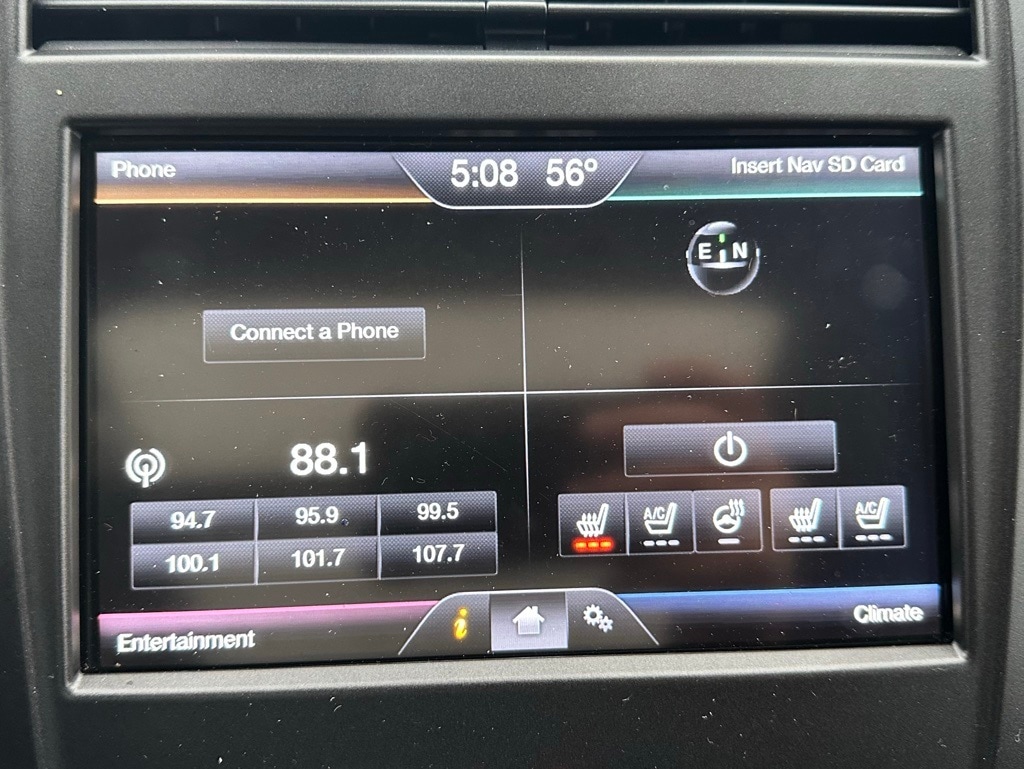 Phone
5:08 56°
Insert Nav SD Card
E N
Connect a Phone
88.1
94.7 95.9 99.5
100.1 101.7 107.7
A/C
A/C
Entertainment
i
Climate